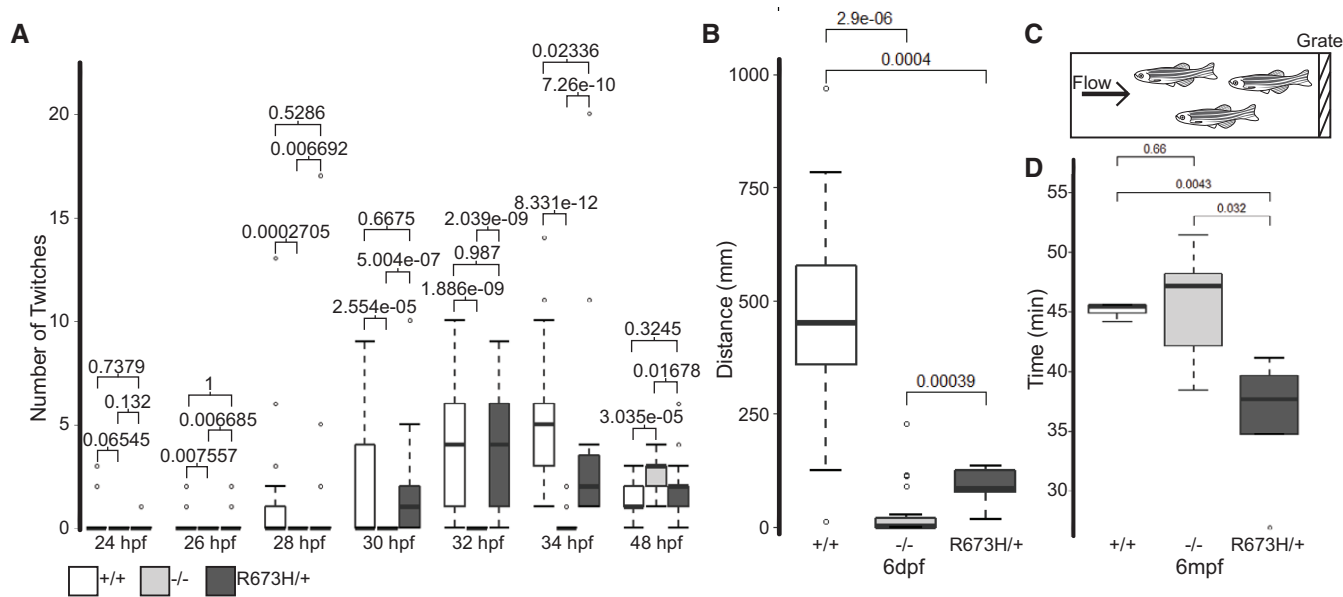 A
Number of Twitches
20
15
10
5
0
0.7379
0.132
0.06545
1
0.006685
0.007557
0.5286
0.006692
0.0002705
0.6675
5.004e-07
2.554e-05
2.039e-09
0.987
1.886e-09
0.02336
7.26e-10
8.331e-12
0.3245
0.01678
3.035e-05
24 hpf
26 hpf
28 hpf
30 hpf
32 hpf
34 hpf
48 hpf
+/+
-/-
R673H/+
B
2.9e-06
0.0004
0.00039
Distance (mm)
1000
750
500
250
0
+/+
-/-
R673H/+
6dpf
C
Grate
Flow
D
0.66
0.0043
0.032
Time (min)
55
50
45
40
35
30
+/+
-/-
R673H/+
6mpf